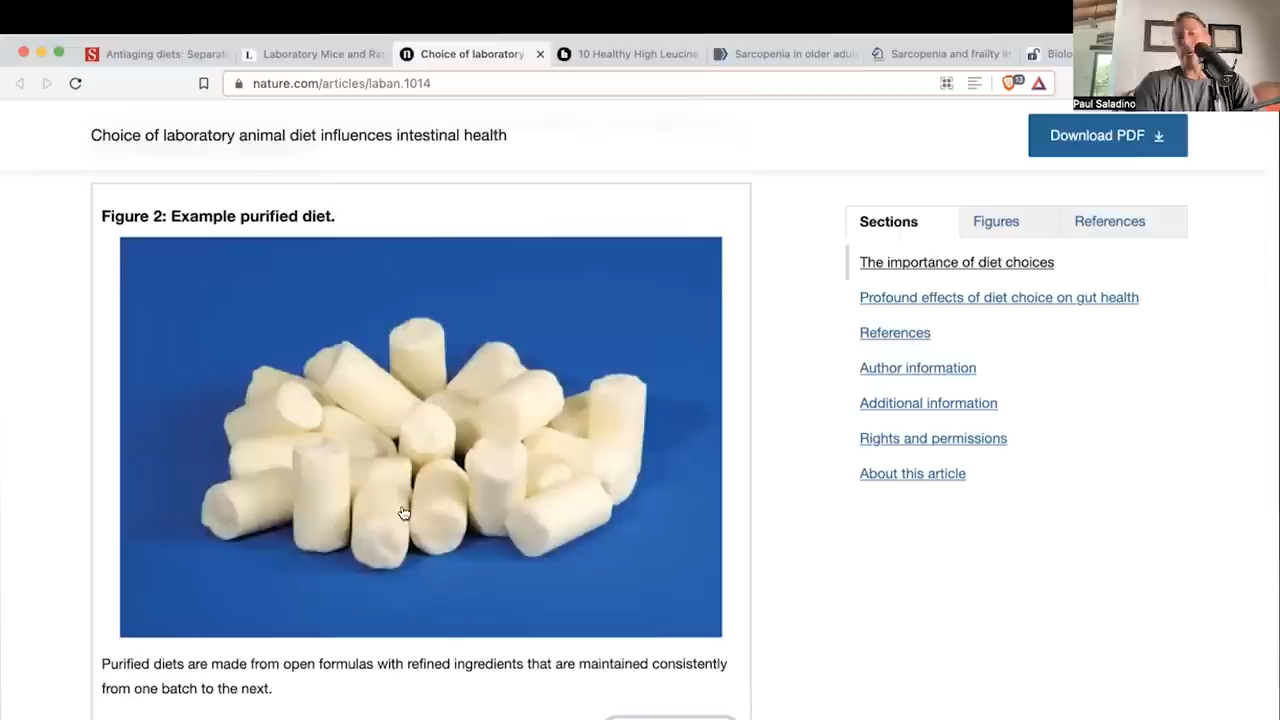 Antiaging diets: Separat
Laboratory Mice and Ra
Choice of laboratory
10 Healthy High Leucine
Sarcopenia in older adul
Sarcopenia and frailty in
Biolo
nature.com/articles/laban.1014
Paul Saladino
Choice of laboratory animal diet influences intestinal health
Download PDF
Figure 2: Example purified diet.
Purified diets are made from open formulas with refined ingredients that are maintained consistently
from one batch to the next.
Sections
Figures
References
The importance of diet choices
Profound effects of diet choice on gut health
References
Author information
Additional information
Rights and permissions
About this article